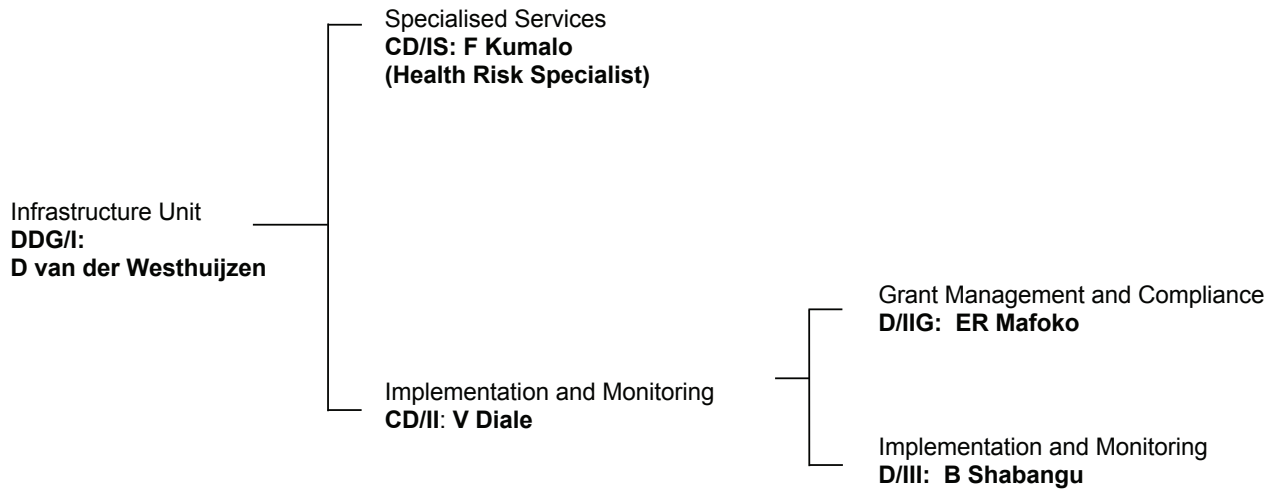 Specialised Services
CD/IS: F Kumalo
(Health Risk Specialist)
Infrastructure Unit
DDG/I:
D van der Westhuijzen
Grant Management and Compliance
D/IIG: ER Mafoko
Implementation and Monitoring
CD/II: V Diale
Implementation and Monitoring
D/III: B Shabangu